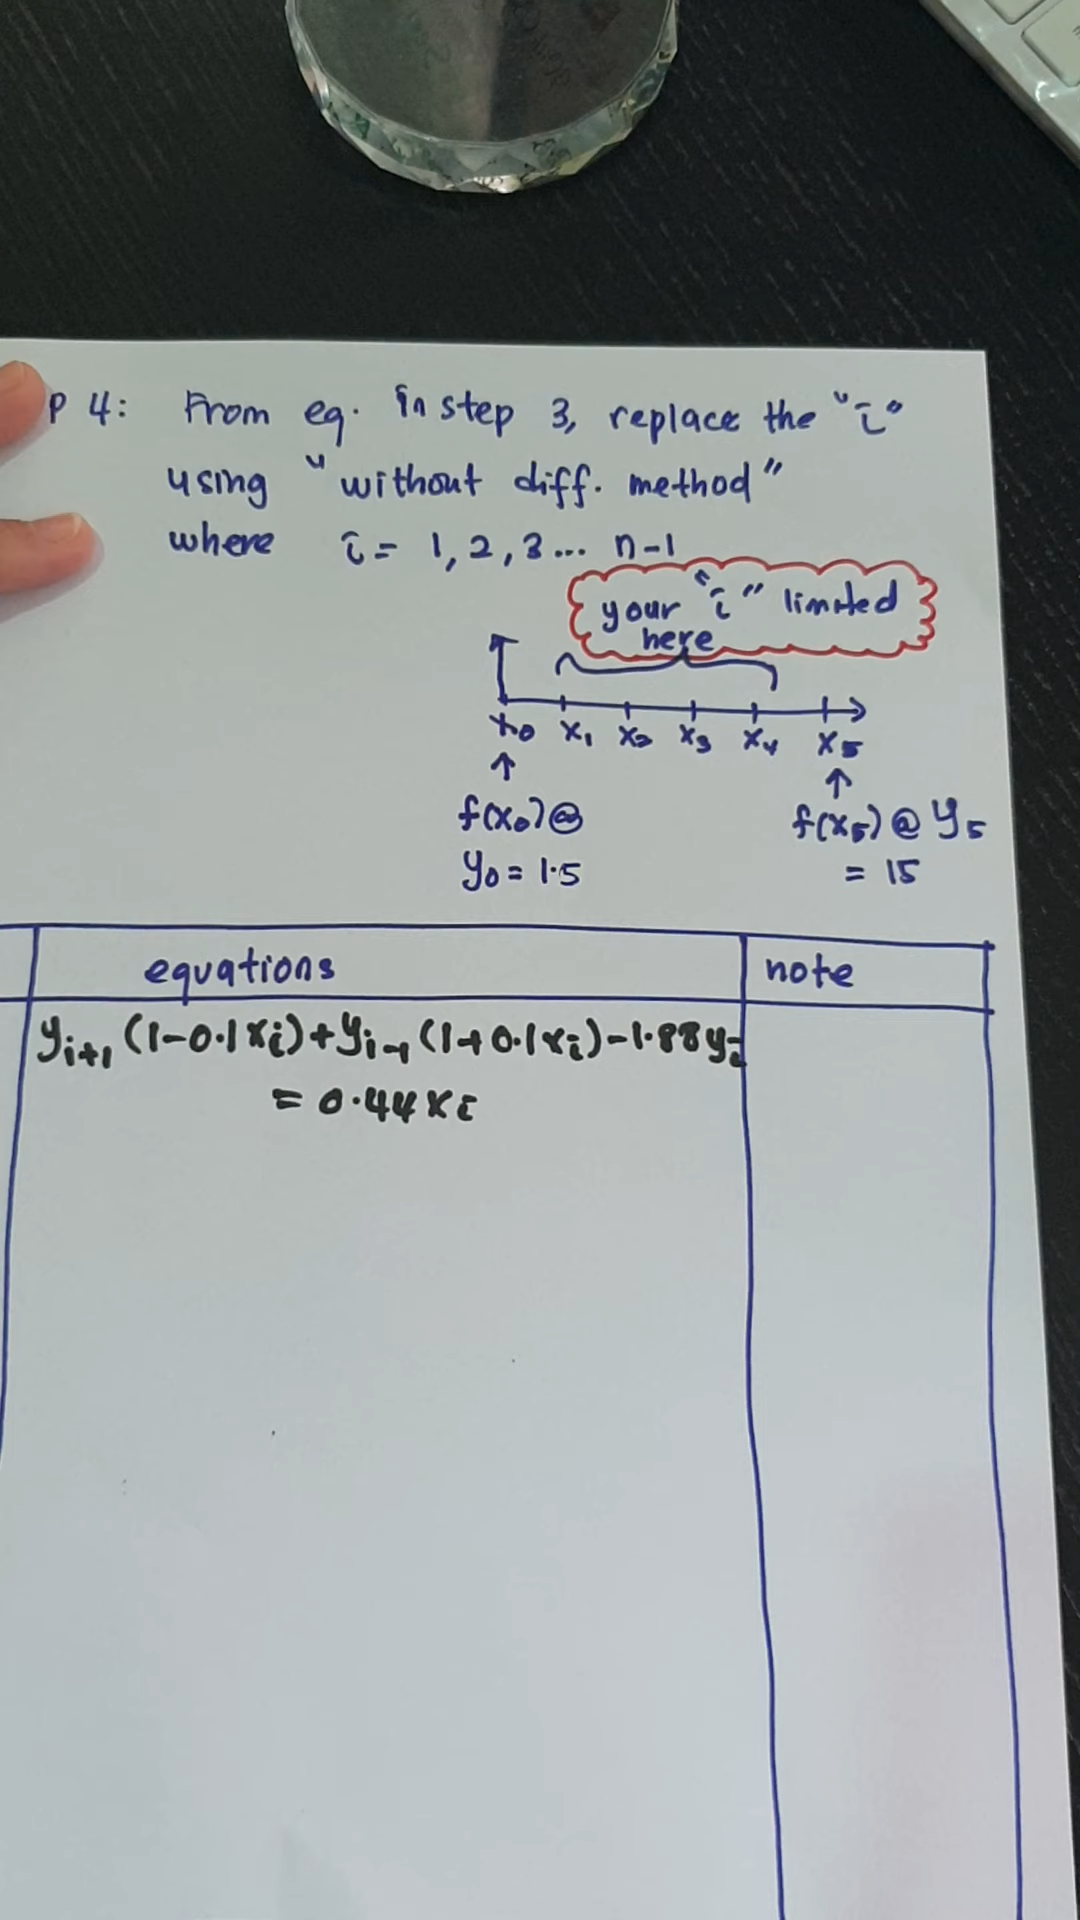 P 4: From eq. in step 3, replace the "i"
using "without diff. method"
where i = 1, 2, 3 ... n-1
your "i" limited
here
x0 x1 x2 x3 x4 x5
↑ ↑
f(x0) @ f(x5) @ y5
y0 = 1.5 = 15
equations note
yi+1 (1-0.1xi) + yi-1 (1+0.1xi) - 1.88yi
= 0.44xi